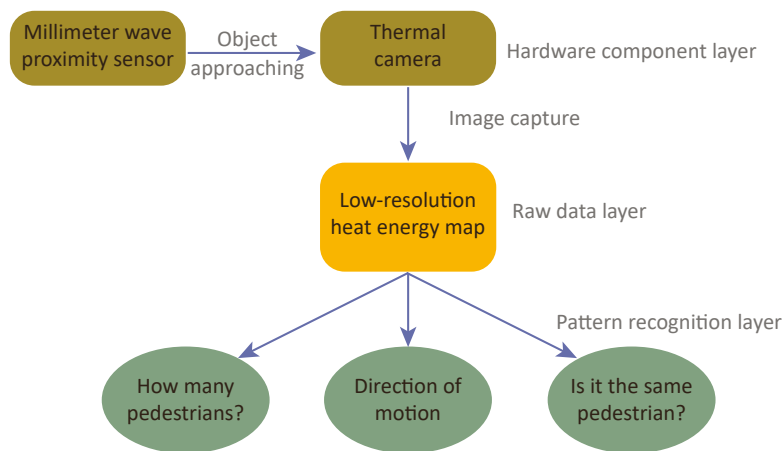 Millimeter wave
proximity sensor
Object
approaching
Thermal
camera
Hardware component layer
Image capture
Low-resolution
heat energy map
Raw data layer
Pattern recognition layer
How many
pedestrians?
Direction of
motion
Is it the same
pedestrian?